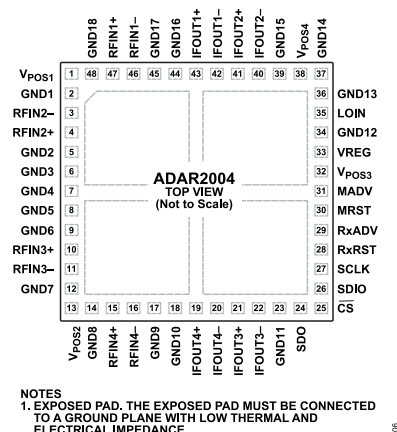 GND18
RFIN1+
RFIN1–
GND17
GND16
IFOUT1+
IFOUT1–
IFOUT2+
IFOUT2–
GND15
VPOS4
GND14
48 47 46 45 44 43 42 41 40 39 38 37
VPOS1 1
GND1 2
RFIN2– 3
RFIN2+ 4
GND2 5
GND3 6
GND4 7
GND5 8
GND6 9
RFIN3+ 10
RFIN3– 11
GND7 12
ADAR2004
TOP VIEW
(Not to Scale)
36 GND13
35 LOIN
34 GND12
33 VREG
32 VPOS3
31 MADV
30 MRST
29 RxADV
28 RxRST
27 SCLK
26 SDIO
25 CS
13 14 15 16 17 18 19 20 21 22 23 24
VPOS2
GND8
RFIN4+
RFIN4–
GND9
GND10
IFOUT4+
IFOUT4–
IFOUT3+
IFOUT3–
GND11
SDO
NOTES
1. EXPOSED PAD. THE EXPOSED PAD MUST BE CONNECTED
TO A GROUND PLANE WITH LOW THERMAL AND
ELECTRICAL IMPEDANCE